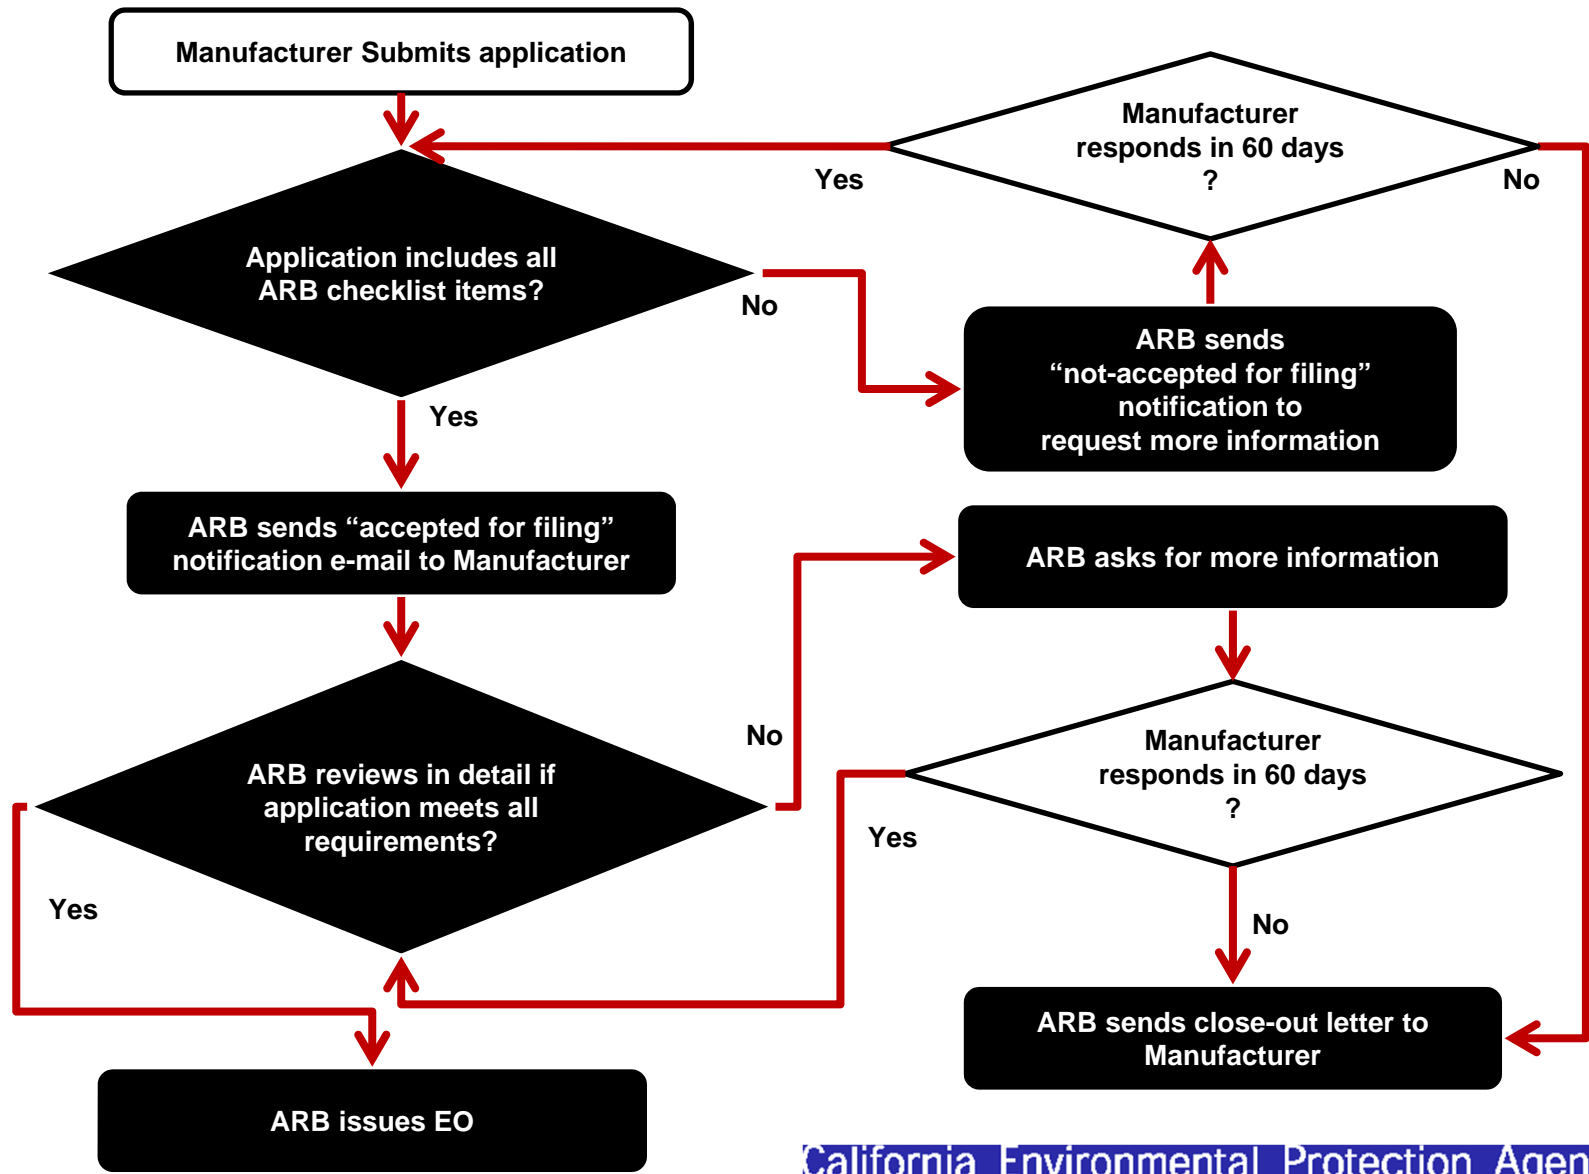 Manufacturer Submits application
Manufacturer
responds in 60 days
?
Yes
No
Application includes all
ARB checklist items?
No
ARB sends
“not-accepted for filing”
notification to
request more information
Yes
ARB sends “accepted for filing”
notification e-mail to Manufacturer
ARB asks for more information
No
Manufacturer
responds in 60 days
?
ARB reviews in detail if
application meets all
requirements?
Yes
Yes
No
ARB sends close-out letter to
Manufacturer
ARB issues EO
California Environmental Protection Agen